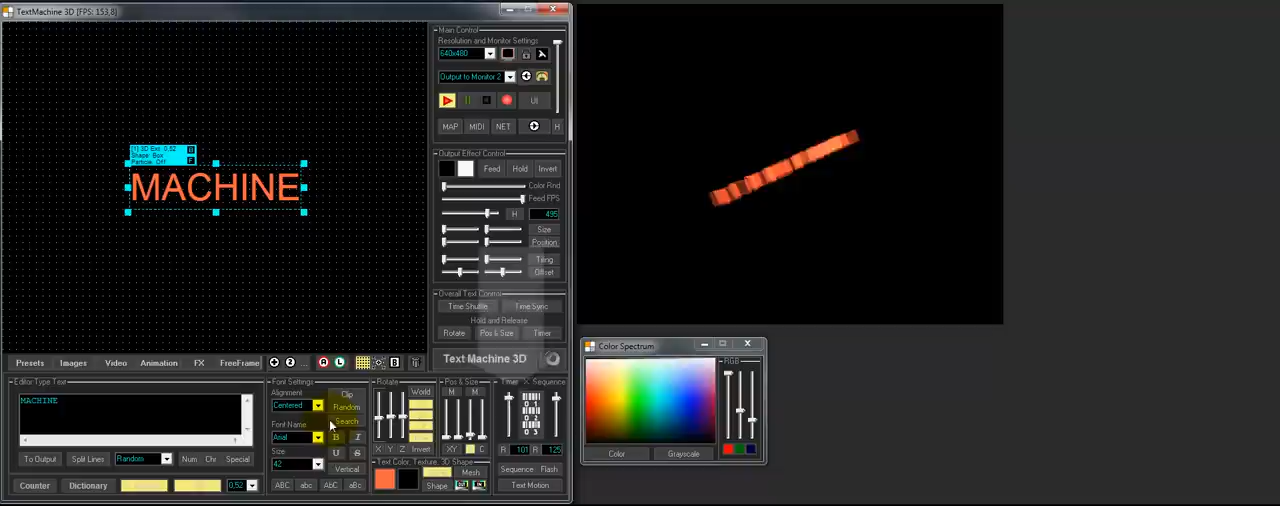 TextMachine 3D [FPS: 153,8]
Main Control
Resolution and Monitor Settings
640x480
Output to Monitor 2
UI
MAP MIDI NET H
[1] 3D Ext. 0,52
Shape: Box
Particle: Off
MACHINE
Output Effect Control
Feed Hold Invert
Color Rnd
Feed FPS
H 495
Size
Position
Offset
Overall Text Control
Time Shuttle Time Sync
Hold and Release
Rotate Pos & Size Timer
Text Machine 3D
Presets Images Video Animation FX FreeFrame
Editor Type Text
MACHINE
To Output Split Lines Random Num Chr Special
Counter Dictionary 0,52
Font Settings
Alignment
Centered
Clip
Random
Search
Font Name
Arial
B I
U S
Size
42
Vertical
ABC abc AbC aBc
Rotate
World
X Y Z Invert
Pos & Size
M M
XY C
Timer X Sequence
R 101 R 125
Text Color, Texture, 3D Shape
Mesh
Shape
Sequence Flash
Text Motion
Color Spectrum
RGB
Color Grayscale